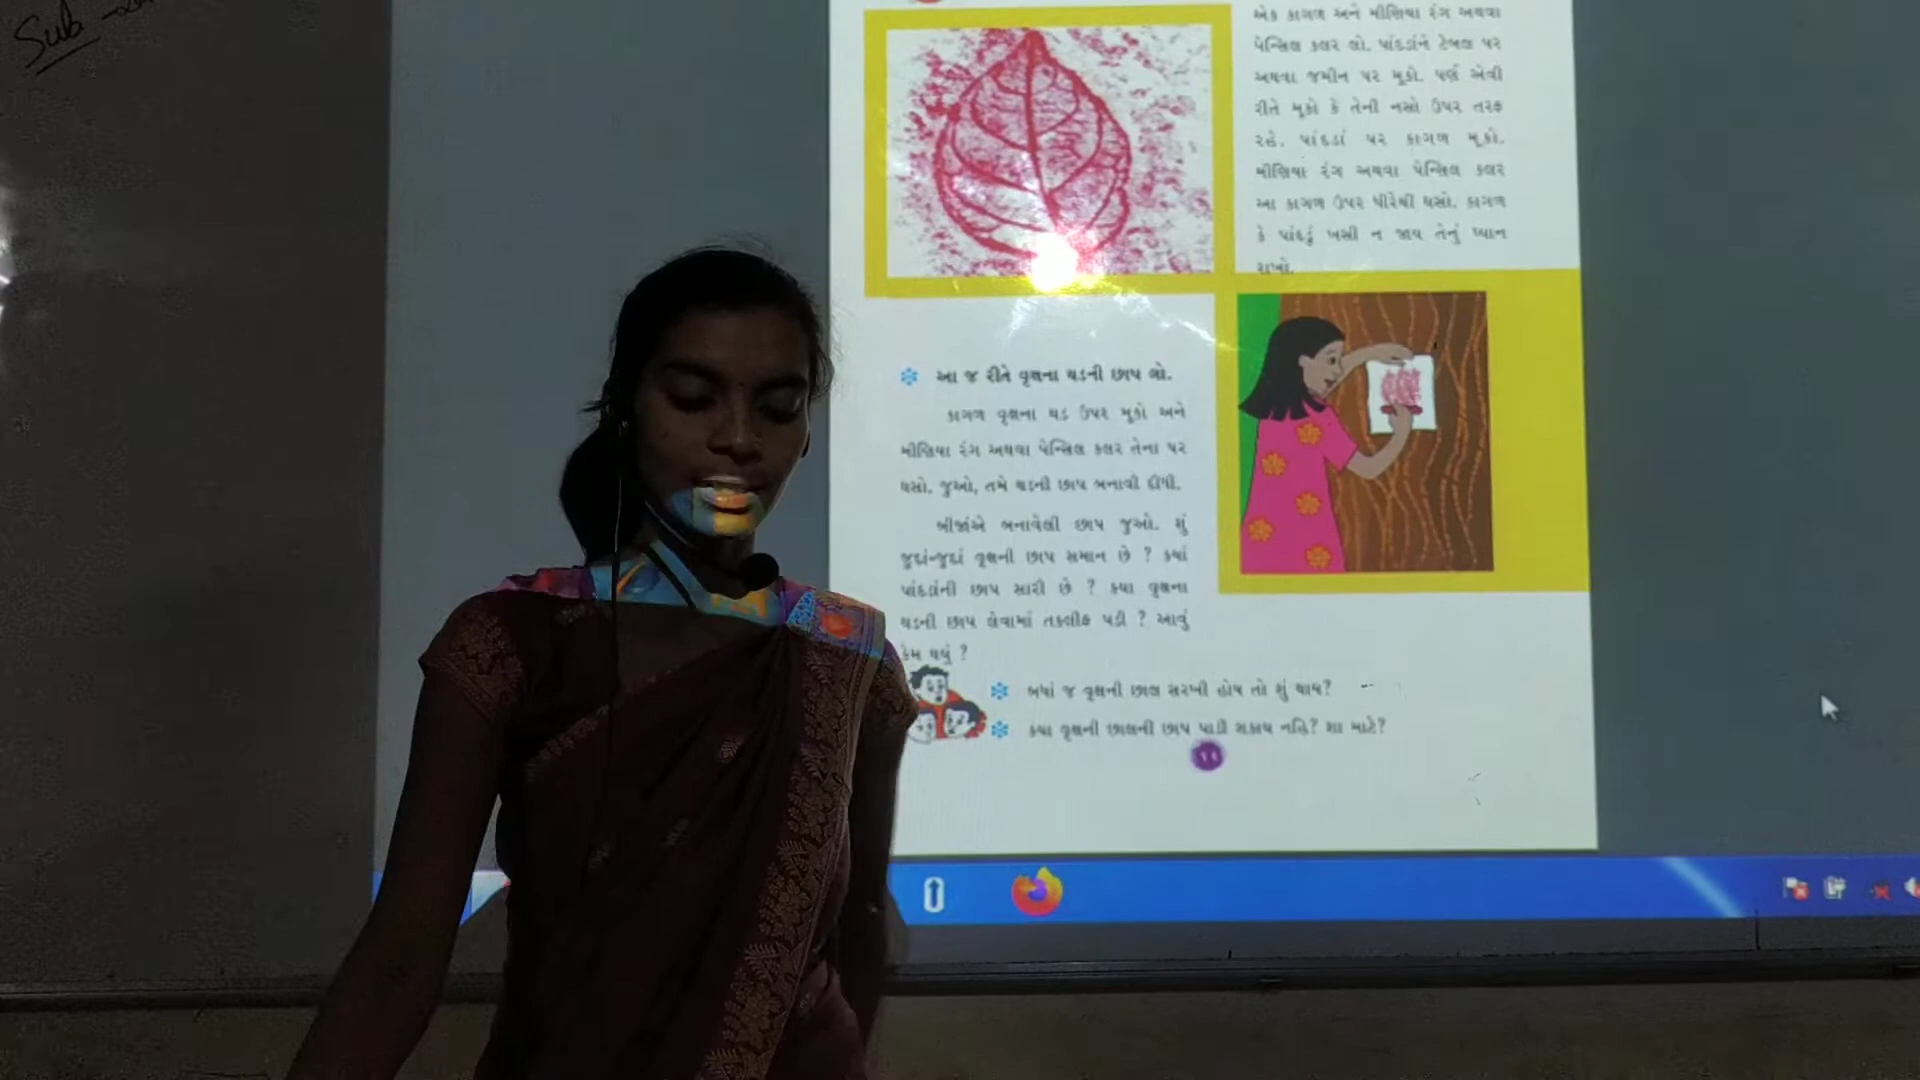 Sub
એક કાગળ અને મીણિયા રંગ અથવા
પેન્સિલ કલર લો. પાંદડાંને ટેબલ પર
અથવા જમીન પર મૂકો. પર્ણ એવી
રીતે મૂકો કે તેની નસો ઉપર તરફ
રહે. પાંદડાં પર કાગળ મૂકો.
મીણિયા રંગ અથવા પેન્સિલ કલર
આ કાગળ ઉપર ધીરેથી ઘસો. કાગળ
કે પાંદડું ખસી ન જાય તેનું ધ્યાન
રાખો.
આ જ રીતે વૃક્ષના થડની છાપ લો.
કાગળ વૃક્ષના થડ ઉપર મૂકો અને
મીણિયા રંગ અથવા પેન્સિલ કલર તેના પર
ઘસો. જુઓ, તમે થડની છાપ બનાવી દીધી.
બીજાંએ બનાવેલી છાપ જુઓ. શું
જુદાંજુદાં વૃક્ષની છાપ સમાન છે ? ક્યાં
પાંદડાંની છાપ સારી છે ? ક્યા વૃક્ષના
થડની છાપ લેવામાં તકલીફ પડી ? આવું
કેમ થયું ?
બધાં જ વૃક્ષની છાલ સરખી હોય તો શું થાય?
ક્યા વૃક્ષની છાલની છાપ પાડી શકાય નહિ? શા માટે?
૧૧